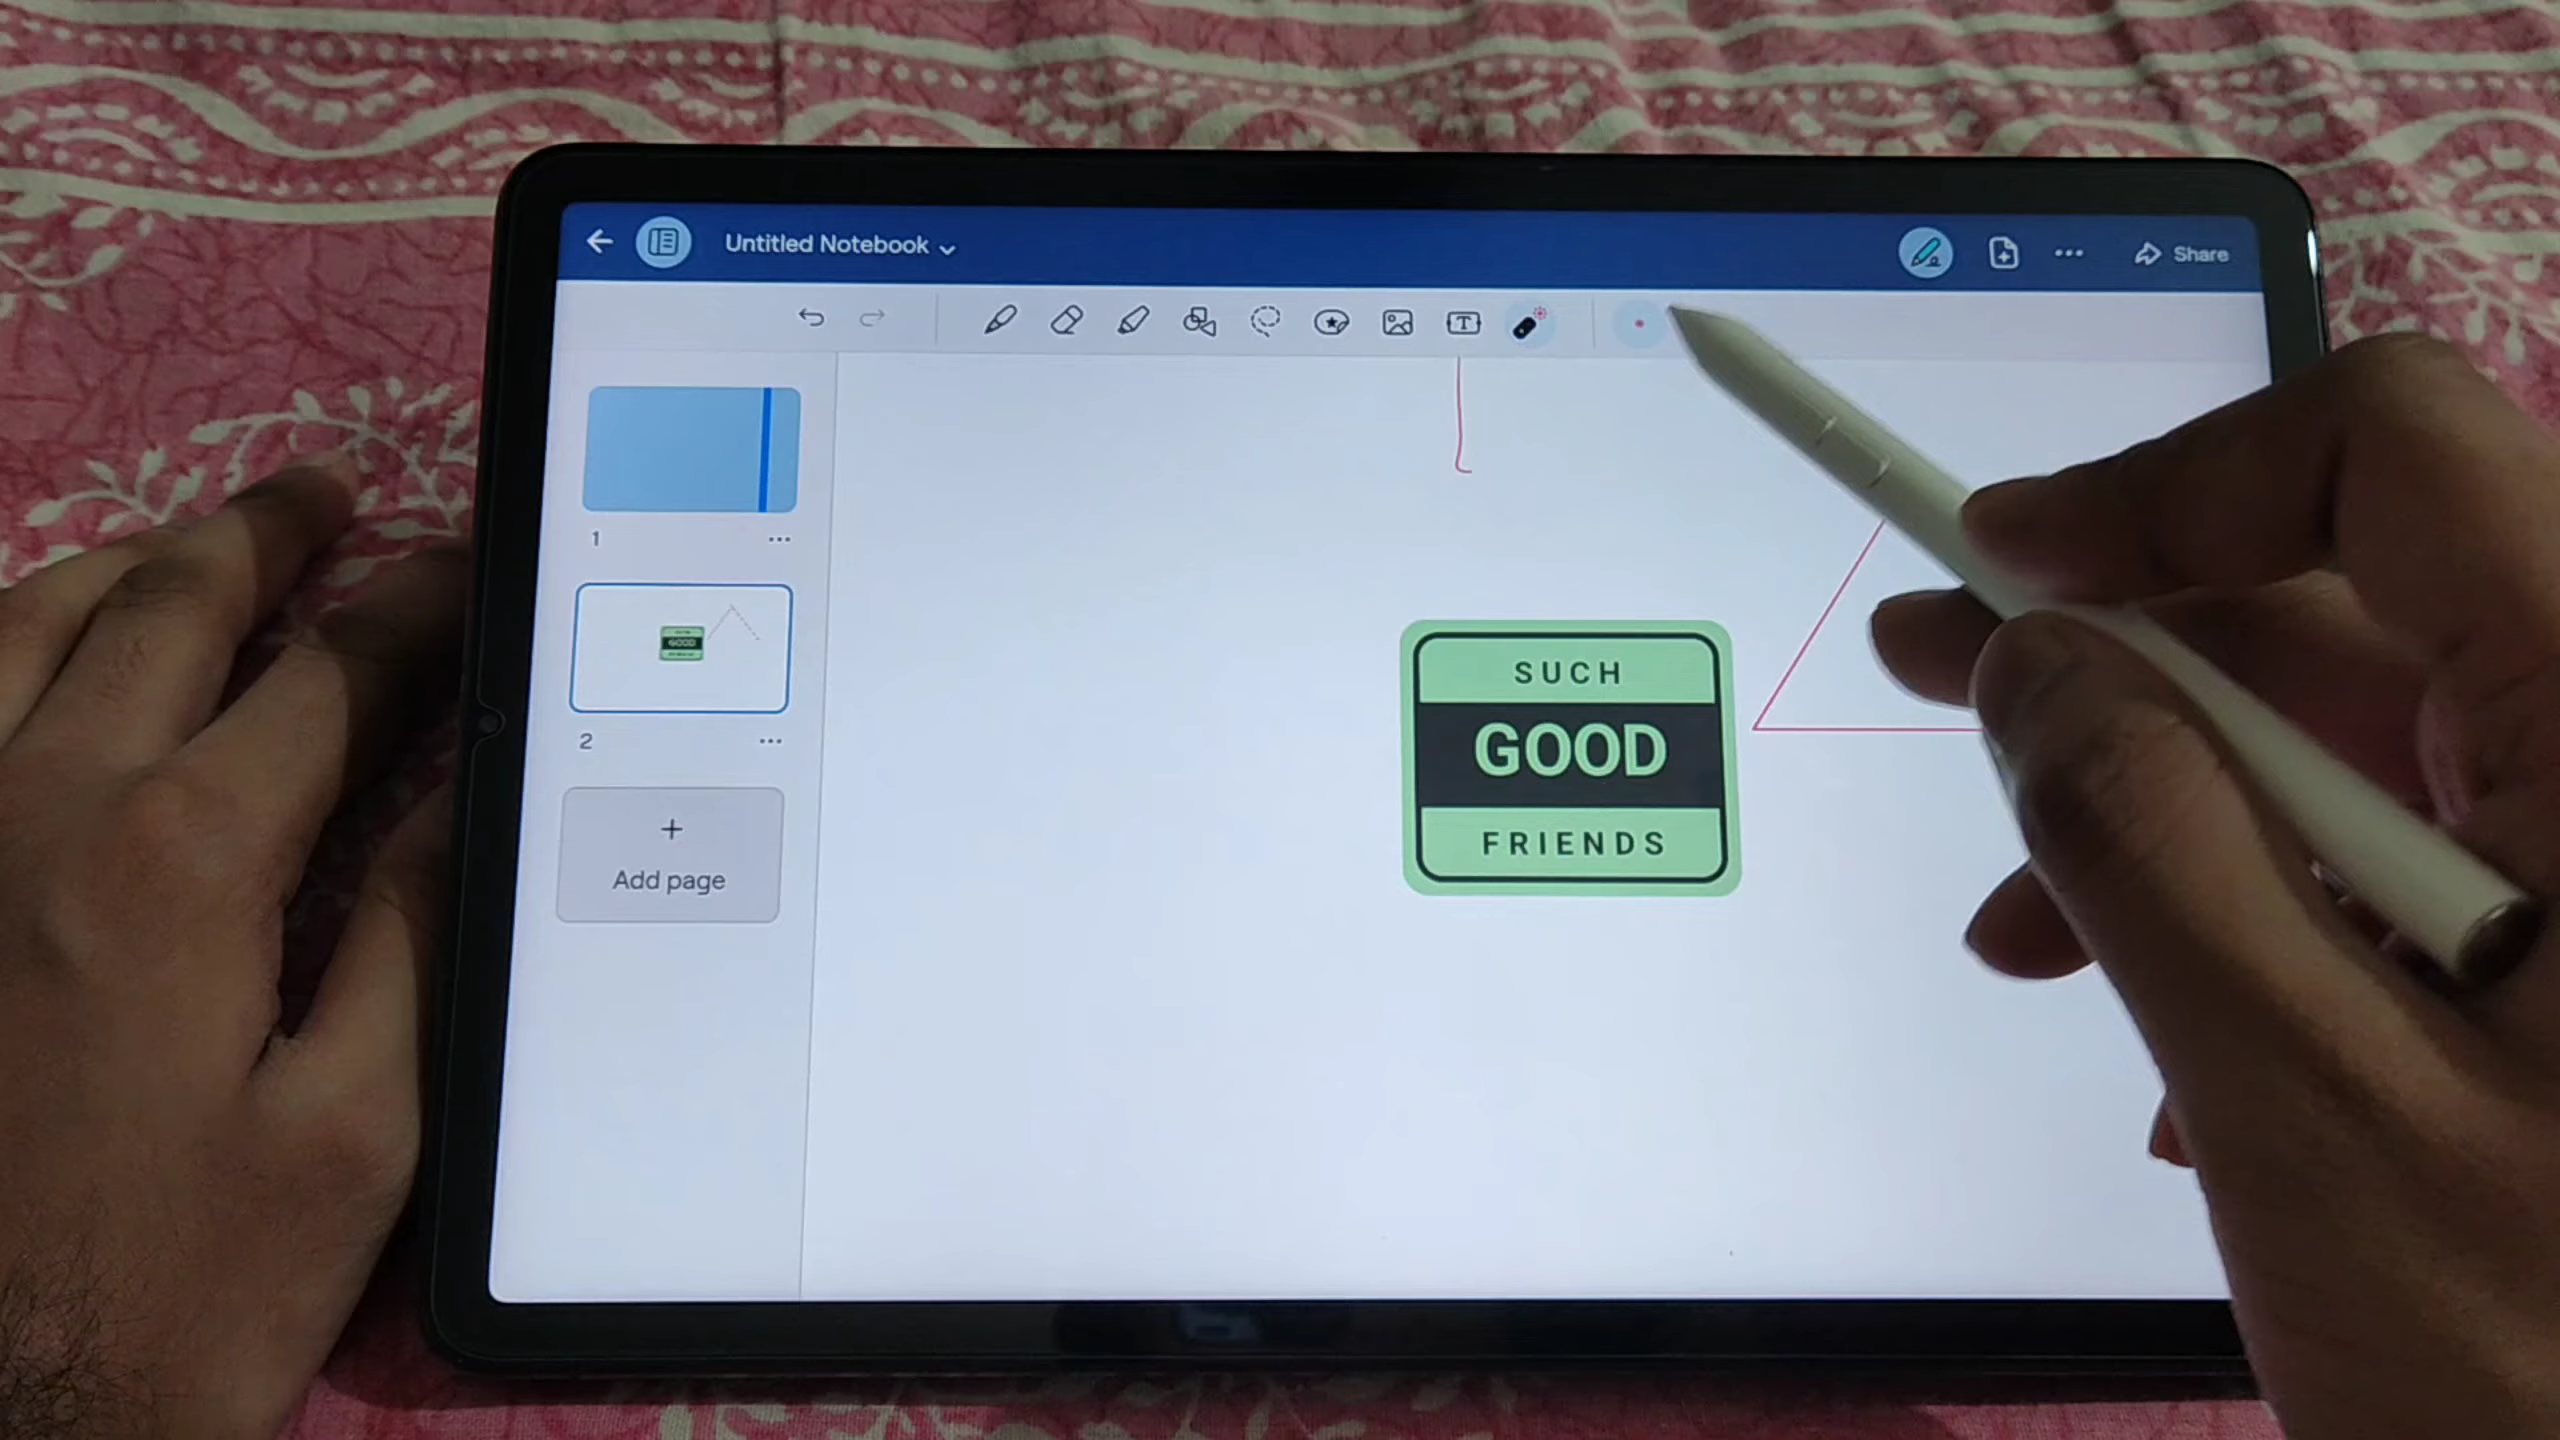 Untitled Notebook
Share
T
1
2
+
Add page
SUCH
GOOD
FRIENDS